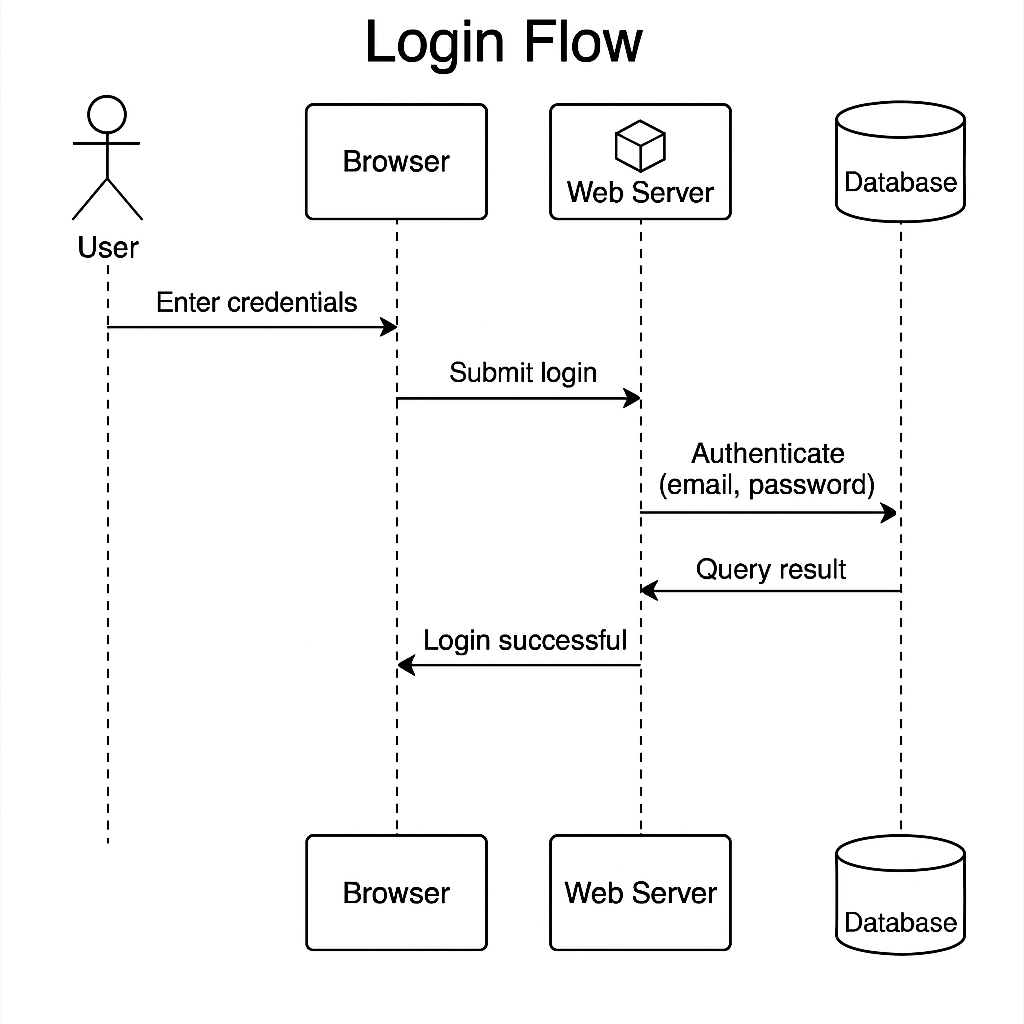 Login Flow
Browser
Web Server
Database
User
Enter credentials
Submit login
Authenticate
(email, password)
Query result
Login successful
Browser
Web Server
Database